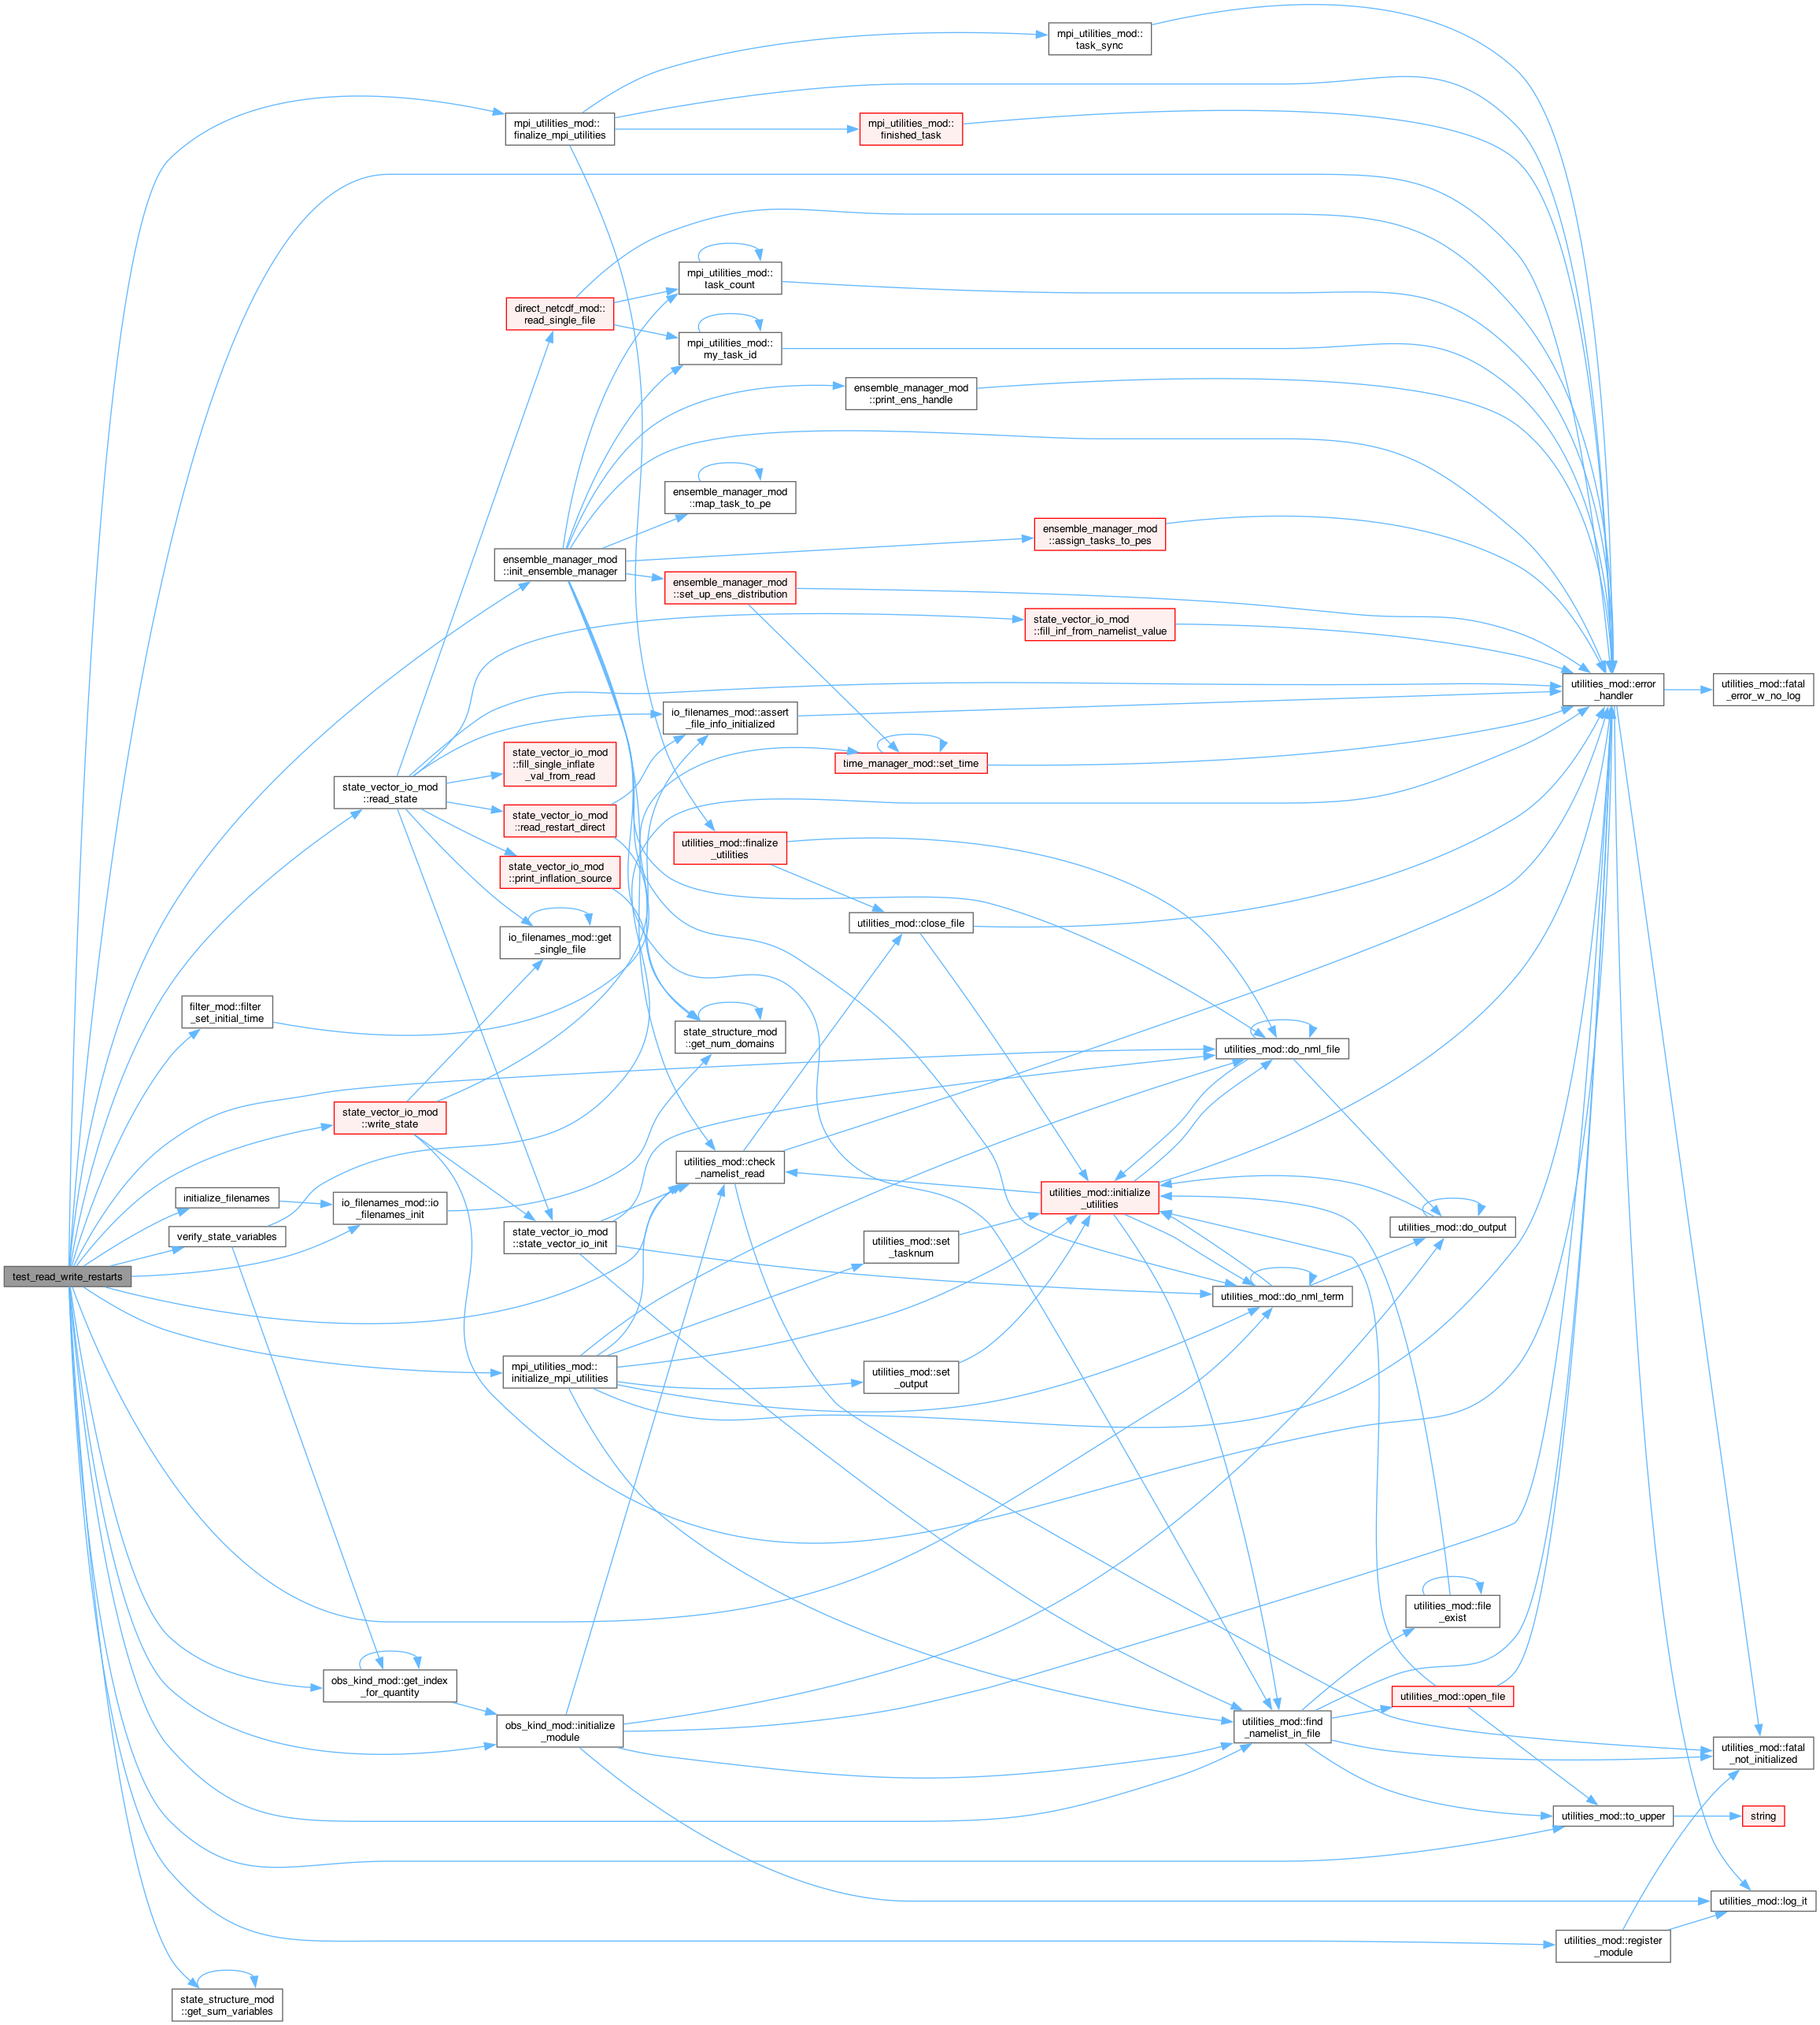 mpi_utilities_mod::
task_sync
mpi_utilities_mod::
finalize_mpi_utilities
mpi_utilities_mod::
finished_task
mpi_utilities_mod::
task_count
direct_netcdf_mod::
read_single_file
mpi_utilities_mod::
my_task_id
ensemble_manager_mod
::print_ens_handle
ensemble_manager_mod
::map_task_to_pe
ensemble_manager_mod
::assign_tasks_to_pes
ensemble_manager_mod
::init_ensemble_manager
ensemble_manager_mod
::set_up_ens_distribution
state_vector_io_mod
::fill_inf_from_namelist_value
utilities_mod::error
_handler
utilities_mod::fatal
_error_w_no_log
io_filenames_mod::assert
_file_info_initialized
time_manager_mod::set_time
state_vector_io_mod
::fill_single_inflate
_val_from_read
state_vector_io_mod
::read_state
state_vector_io_mod
::read_restart_direct
utilities_mod::finalize
_utilities
state_vector_io_mod
::print_inflation_source
utilities_mod::close_file
io_filenames_mod::get
_single_file
filter_mod::filter
_set_initial_time
state_structure_mod
::get_num_domains
utilities_mod::do_nml_file
state_vector_io_mod
::write_state
utilities_mod::check
_namelist_read
initialize_filenames
io_filenames_mod::io
_filenames_init
utilities_mod::initialize
_utilities
verify_state_variables
state_vector_io_mod
::state_vector_io_init
utilities_mod::set
_tasknum
utilities_mod::do_output
test_read_write_restarts
utilities_mod::do_nml_term
mpi_utilities_mod::
initialize_mpi_utilities
utilities_mod::set
_output
utilities_mod::file
_exist
obs_kind_mod::get_index
_for_quantity
utilities_mod::open_file
obs_kind_mod::initialize
_module
utilities_mod::find
_namelist_in_file
utilities_mod::fatal
_not_initialized
utilities_mod::to_upper
string
utilities_mod::log_it
utilities_mod::register
_module
state_structure_mod
::get_sum_variables